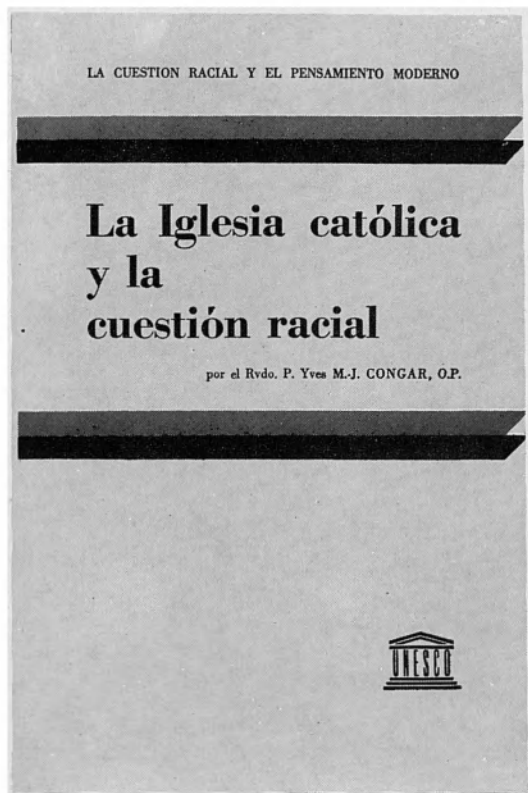 LA CUESTION RACIAL Y EL PENSAMIENTO MODERNO
La Iglesia católica
y la
cuestión racial
por el Rvdo. P. Yves M.-J. CONGAR, O.P.
UNESCO